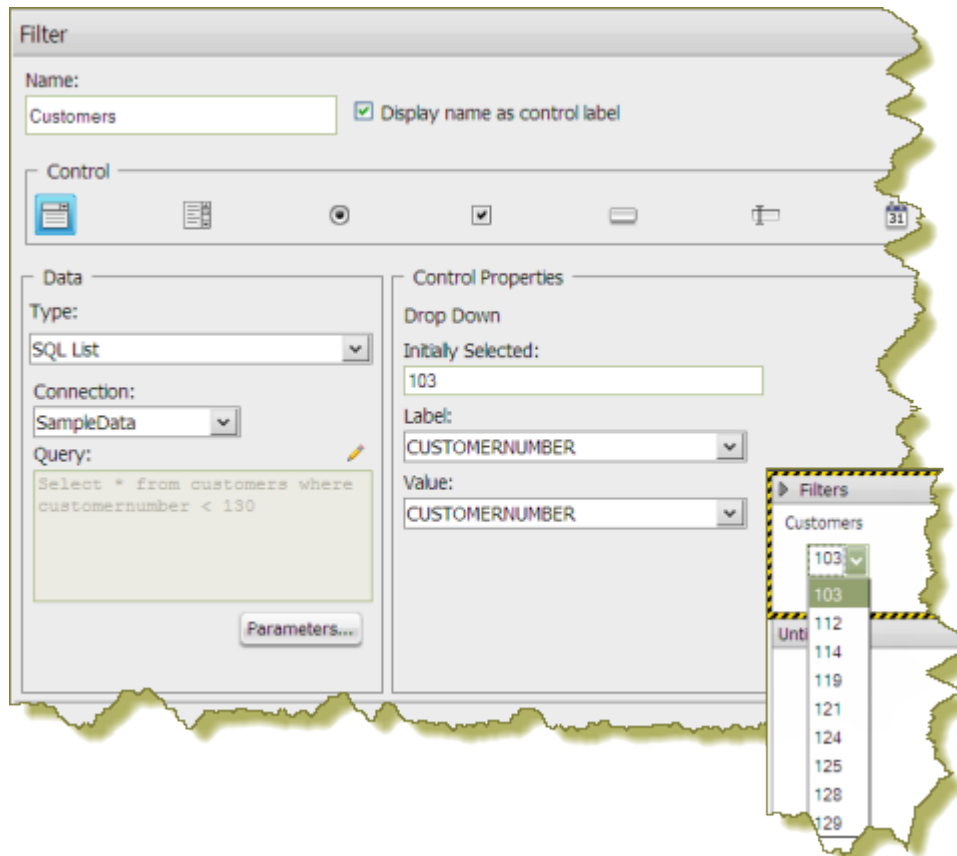 Filter
Name:
Customers
Display name as control label
Control
31
Data
Type:
SQL List
Connection:
SampleData
Query:
Select * from customers where
customernumber < 130
Parameters...
Control Properties
Drop Down
Initially Selected:
103
Label:
CUSTOMERNUMBER
Value:
CUSTOMERNUMBER
Filters
Customers
103
103
112
Unti
114
119
121
124
125
128
129